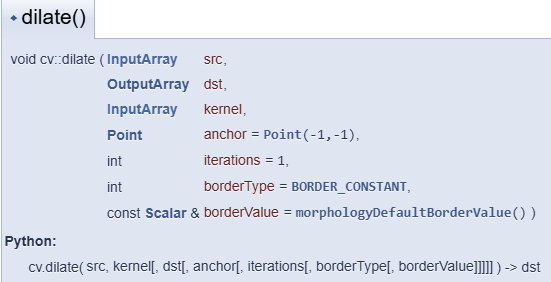 dilate()
void cv::dilate ( InputArray src,
OutputArray dst,
InputArray kernel,
Point anchor = Point(-1,-1),
int iterations = 1,
int borderType = BORDER_CONSTANT,
const Scalar & borderValue = morphologyDefaultBorderValue() )
Python:
cv.dilate( src, kernel[, dst[, anchor[, iterations[, borderType[, borderValue]]]]] ) -> dst